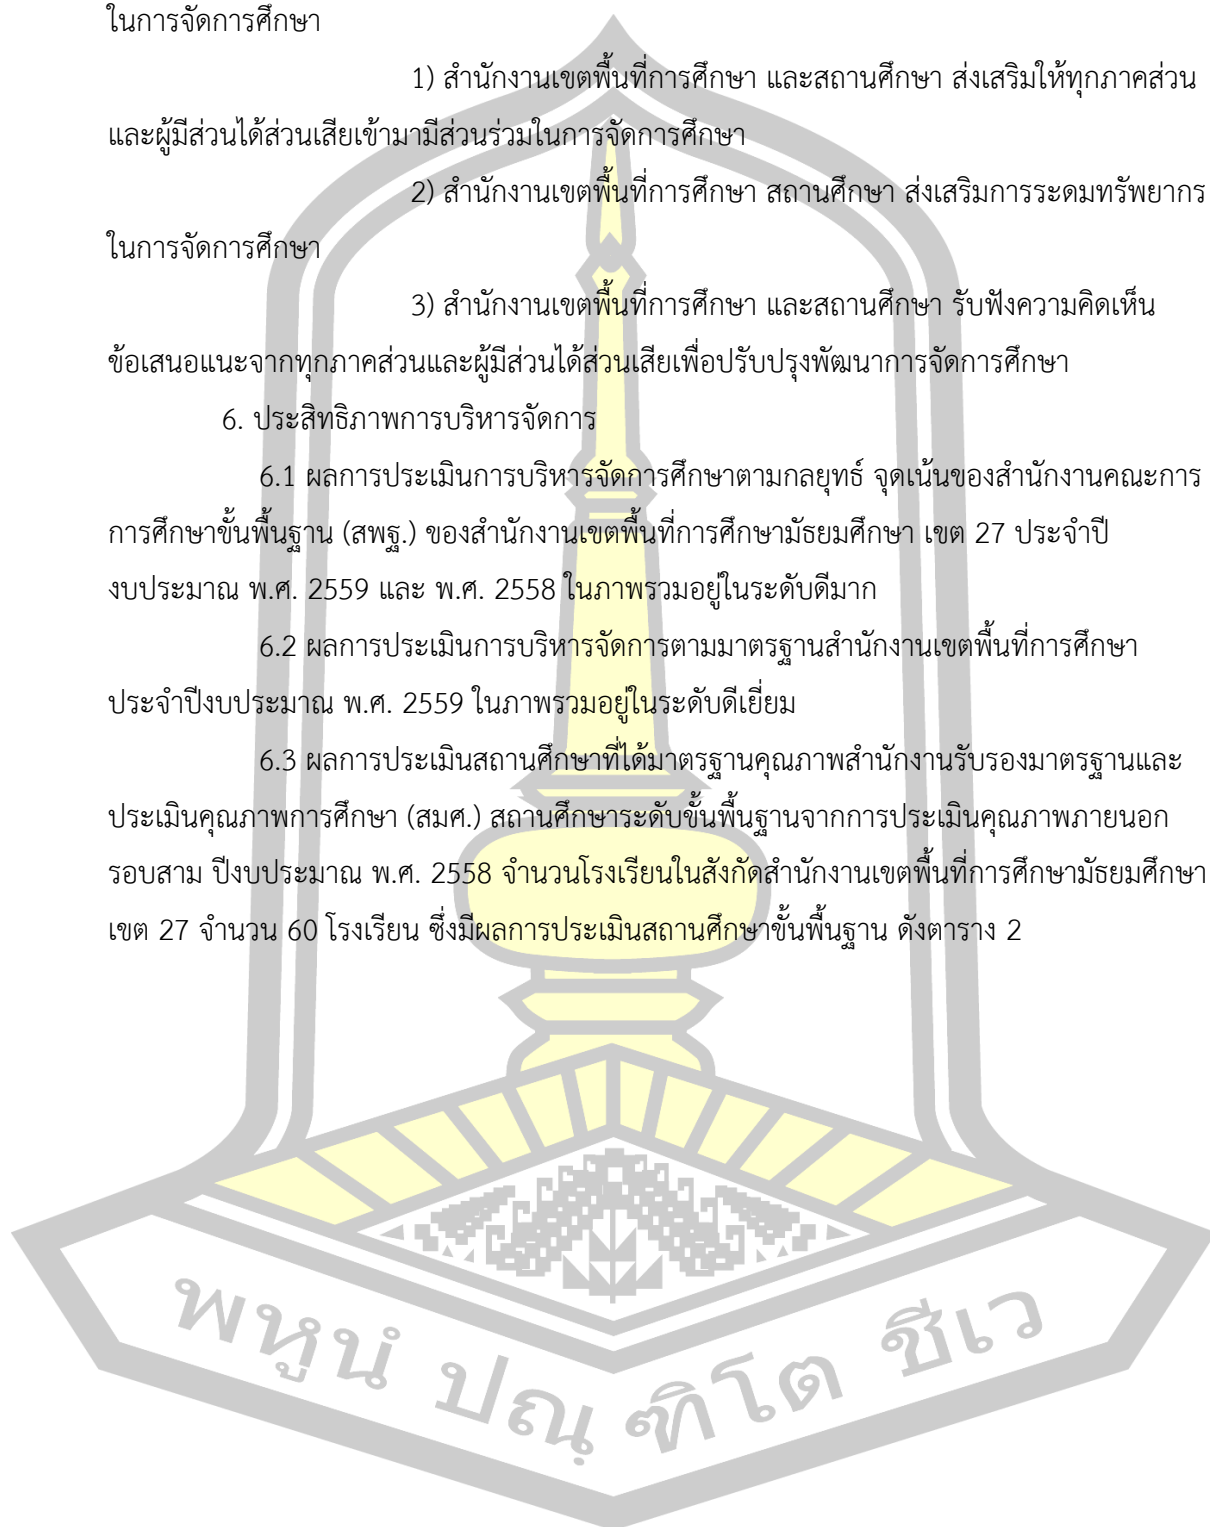 ในการจัดการศึกษา
1) สำนักงานเขตพื้นที่การศึกษา และสถานศึกษา ส่งเสริมให้ทุกภาคส่วน
และผู้มีส่วนได้ส่วนเสียเข้ามามีส่วนร่วมในการจัดการศึกษา
2) สำนักงานเขตพื้นที่การศึกษา สถานศึกษา ส่งเสริมการระดมทรัพยากร
ในการจัดการศึกษา
3) สำนักงานเขตพื้นที่การศึกษา และสถานศึกษา รับฟังความคิดเห็น
ข้อเสนอแนะจากทุกภาคส่วนและผู้มีส่วนได้ส่วนเสียเพื่อปรับปรุงพัฒนาการจัดการศึกษา
6. ประสิทธิภาพการบริหารจัดการ
6.1 ผลการประเมินการบริหารจัดการศึกษาตามกลยุทธ์ จุดเน้นของสำนักงานคณะการ
การศึกษาขั้นพื้นฐาน (สพฐ.) ของสำนักงานเขตพื้นที่การศึกษามัธยมศึกษา เขต 27 ประจำปี
งบประมาณ พ.ศ. 2559 และ พ.ศ. 2558 ในภาพรวมอยู่ในระดับดีมาก
6.2 ผลการประเมินการบริหารจัดการตามมาตรฐานสำนักงานเขตพื้นที่การศึกษา
ประจำปีงบประมาณ พ.ศ. 2559 ในภาพรวมอยู่ในระดับดีเยี่ยม
6.3 ผลการประเมินสถานศึกษาที่ได้มาตรฐานคุณภาพสำนักงานรับรองมาตรฐานและ
ประเมินคุณภาพการศึกษา (สมศ.) สถานศึกษาระดับขั้นพื้นฐานจากการประเมินคุณภาพภายนอก
รอบสาม ปีงบประมาณ พ.ศ. 2558 จำนวนโรงเรียนในสังกัดสำนักงานเขตพื้นที่การศึกษามัธยมศึกษา
เขต 27 จำนวน 60 โรงเรียน ซึ่งมีผลการประเมินสถานศึกษาขั้นพื้นฐาน ดังตาราง 2
พหูนํ ปณฺฑิโต ชีเว